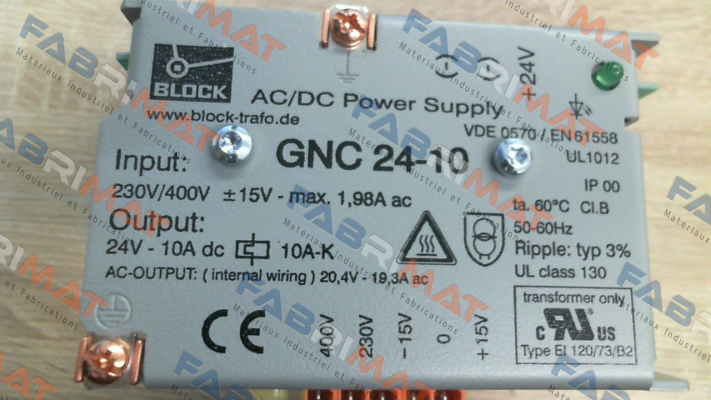 BLOCK
www.block-trafo.de
AC/DC Power Supply
+24V
GNC 24-10
VDE 0570 / EN 61558
UL1012
Input:
230V/400V ±15V - max. 1,98A ac
IP 00
ta. 60°C Cl.B
50-60Hz
Output:
24V - 10A dc 10A-K
Ripple: typ 3%
UL class 130
AC-OUTPUT: ( internal wiring ) 20,4V - 19,3A ac
CE
400V
230V
-15V
0
+15V
transformer only
c RU US
Type EI 120/73/B2
FABRIMAT
Matériaux Industriel et Fabrications